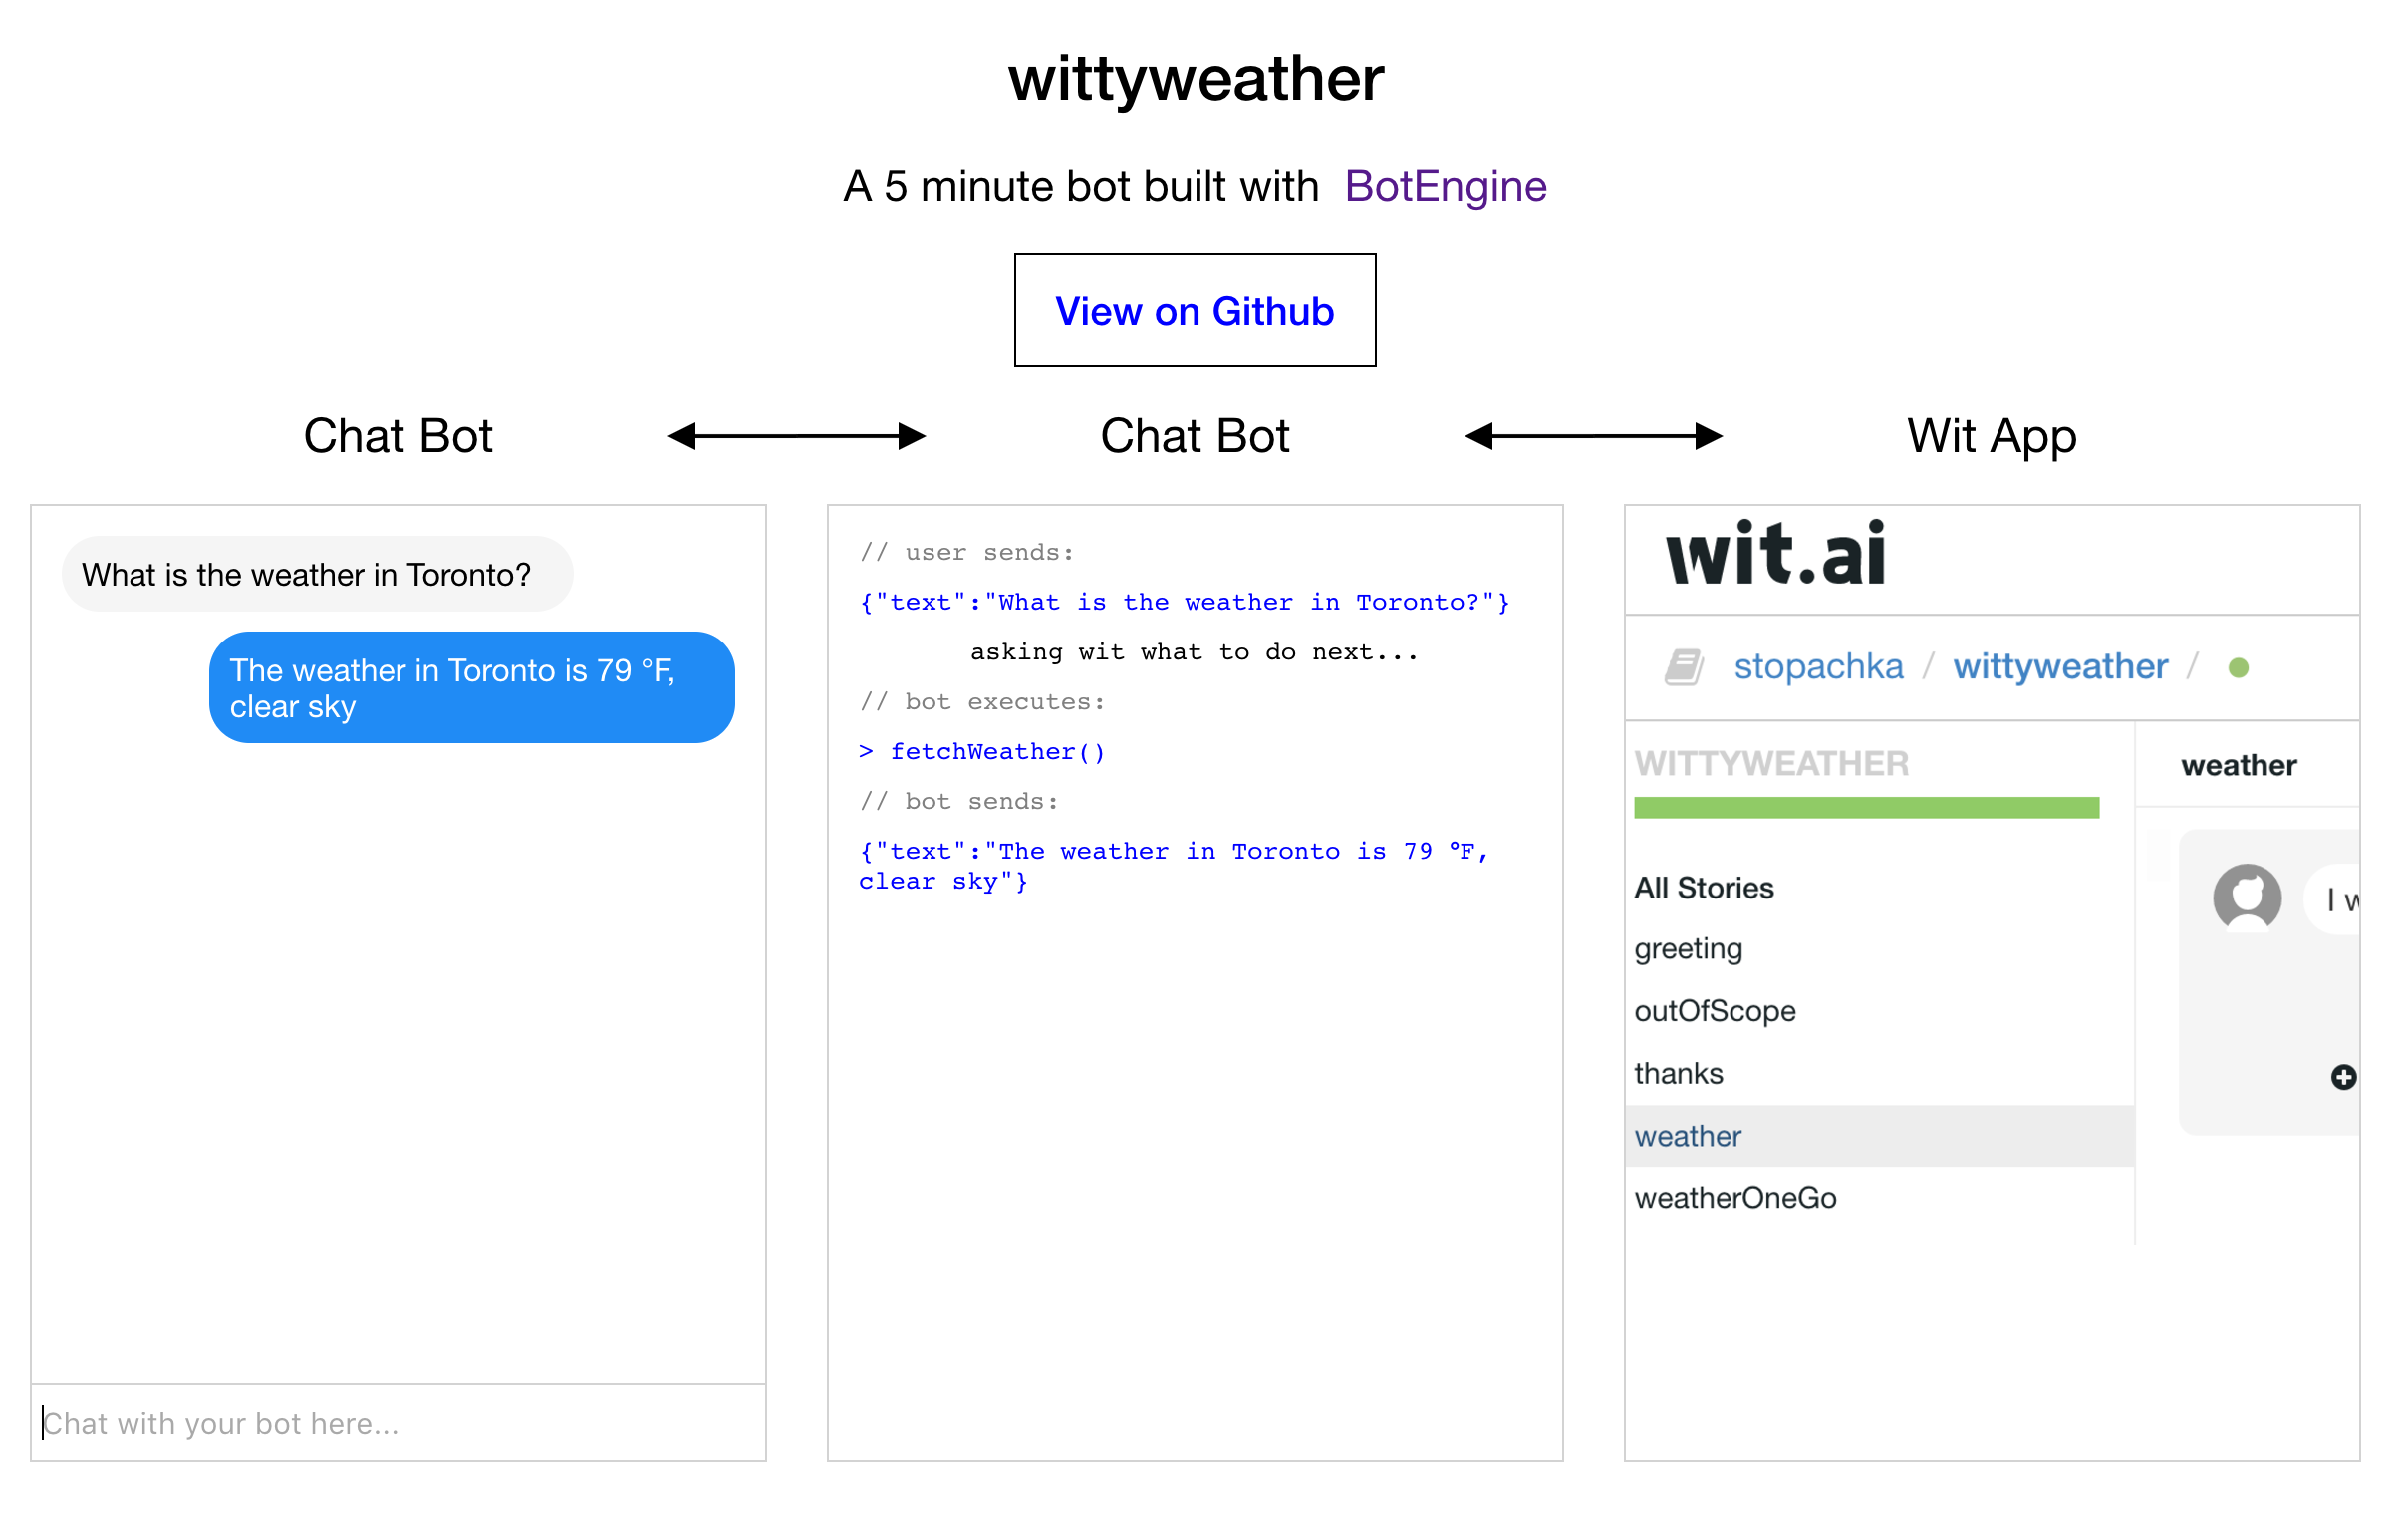 wittyweather
A 5 minute bot built with BotEngine
View on Github
Chat Bot
Chat Bot
Wit App
What is the weather in Toronto?
The weather in Toronto is 79 °F,
clear sky
Chat with your bot here...
// user sends:
{"text":"What is the weather in Toronto?"}
asking wit what to do next...
// bot executes:
> fetchWeather()
// bot sends:
{"text":"The weather in Toronto is 79 °F,
clear sky"}
wit.ai
stopachka / wittyweather /
WITTYWEATHER
All Stories
greeting
outOfScope
thanks
weather
weatherOneGo
weather
I w